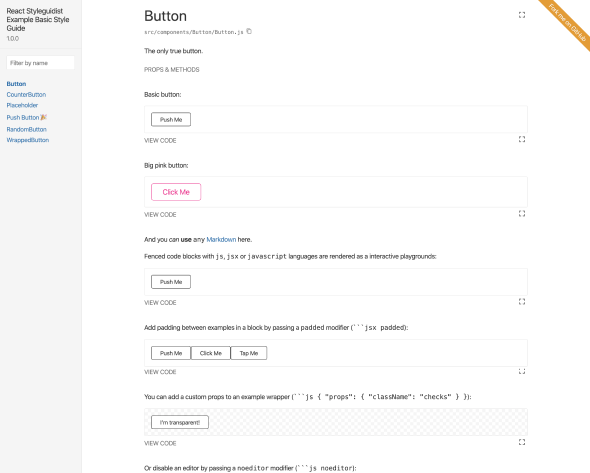 React Styleguidist
Example Basic Style
Guide
1.0.0
Filter by name
Button
CounterButton
Placeholder
Push Button🎉
RandomButton
WrappedButton
Fork me on GitHub
Button
src/components/Button/Button.js
The only true button.
PROPS & METHODS
Basic button:
Push Me
VIEW CODE
Big pink button:
Click Me
VIEW CODE
And you can use any Markdown here.
Fenced code blocks with js, jsx or javascript languages are rendered as a interactive playgrounds:
Push Me
VIEW CODE
Add padding between examples in a block by passing a padded modifier (```jsx padded):
Push Me Click Me Tap Me
VIEW CODE
You can add a custom props to an example wrapper (```js { "props": { "className": "checks" } }):
I'm transparent!
VIEW CODE
Or disable an editor by passing a noeditor modifier (```js noeditor):